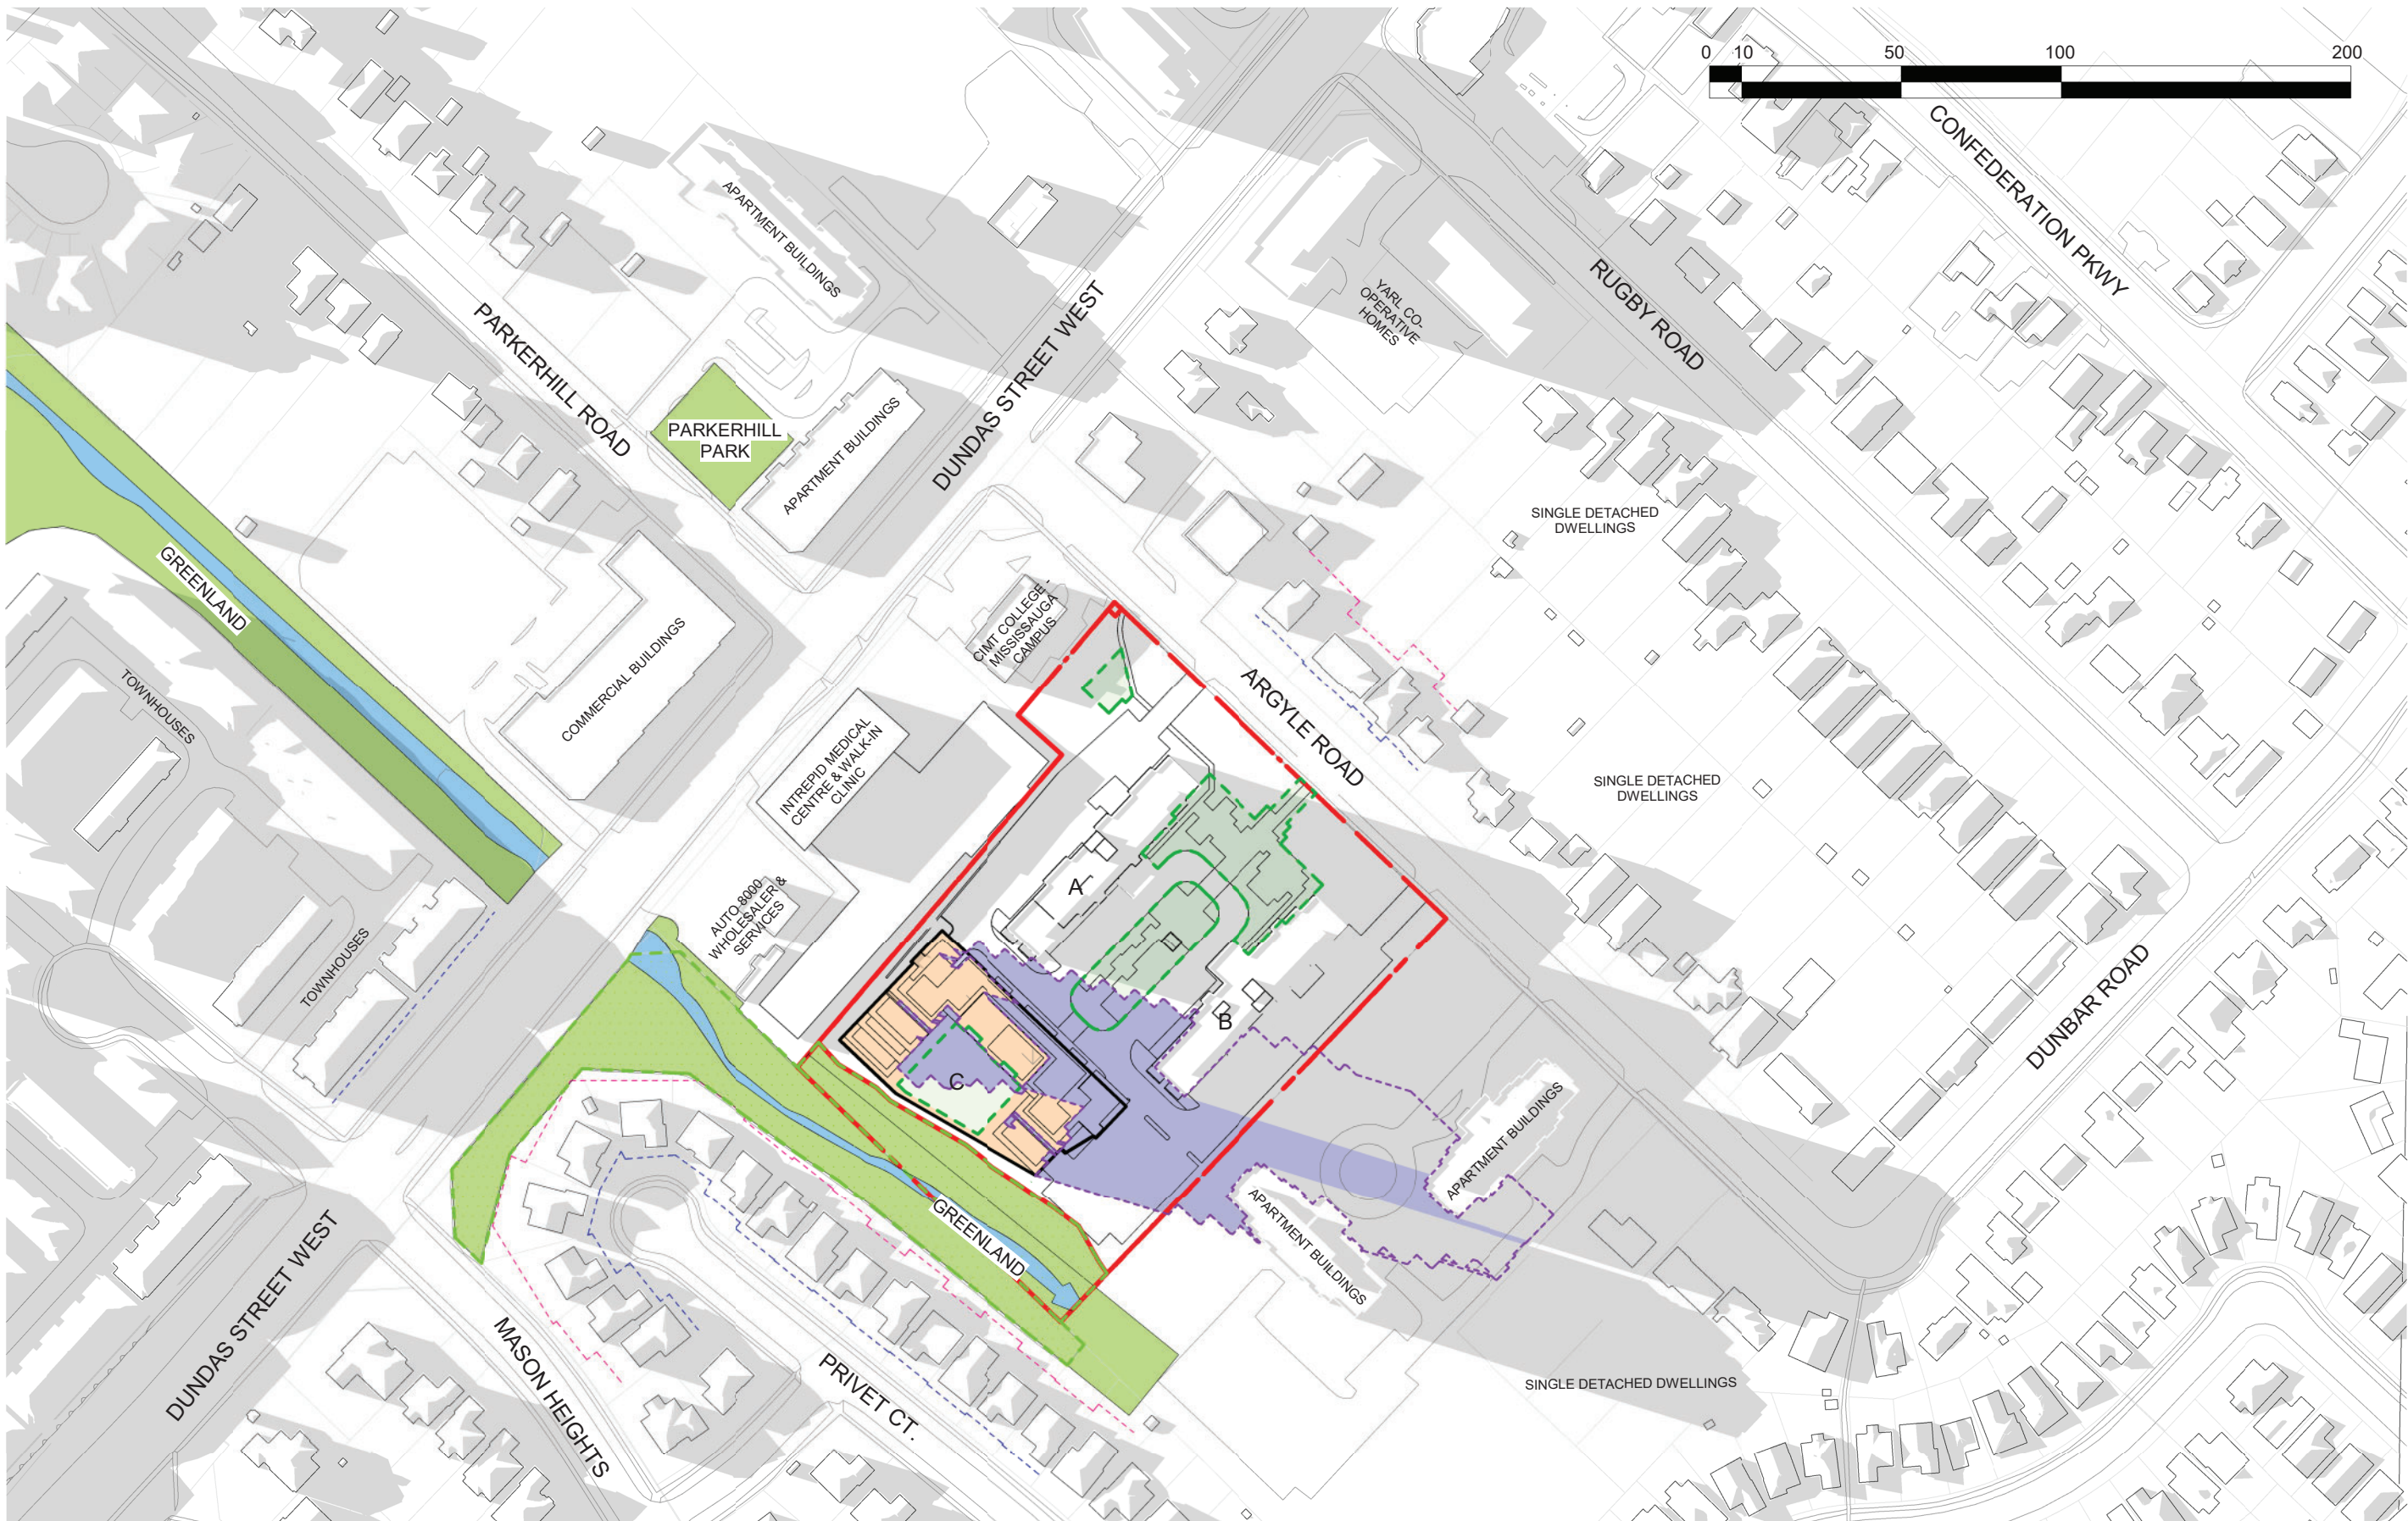 0 10 50 100 200
CONFEDERATION PKWY
APARTMENT BUILDINGS
YARL CO-
OPERATIVE
HOMES
RUGBY ROAD
PARKERHILL ROAD
DUNDAS STREET WEST
PARKERHILL
PARK
APARTMENT BUILDINGS
SINGLE DETACHED
DWELLINGS
GREENLAND
CIMT COLLEGE -
MISSISSAUGA
CAMPUS
COMMERCIAL BUILDINGS
TOWNHOUSES
ARGYLE ROAD
INTREPID MEDICAL
CENTRE & WALK-IN
CLINIC
SINGLE DETACHED
DWELLINGS
A
AUTO 8000
WHOLESALER &
SERVICES
TOWNHOUSES
B
DUNBAR ROAD
C
APARTMENT BUILDINGS
APARTMENT BUILDINGS
GREENLAND
DUNDAS STREET WEST
MASON HEIGHTS
PRIVET CT.
SINGLE DETACHED DWELLINGS